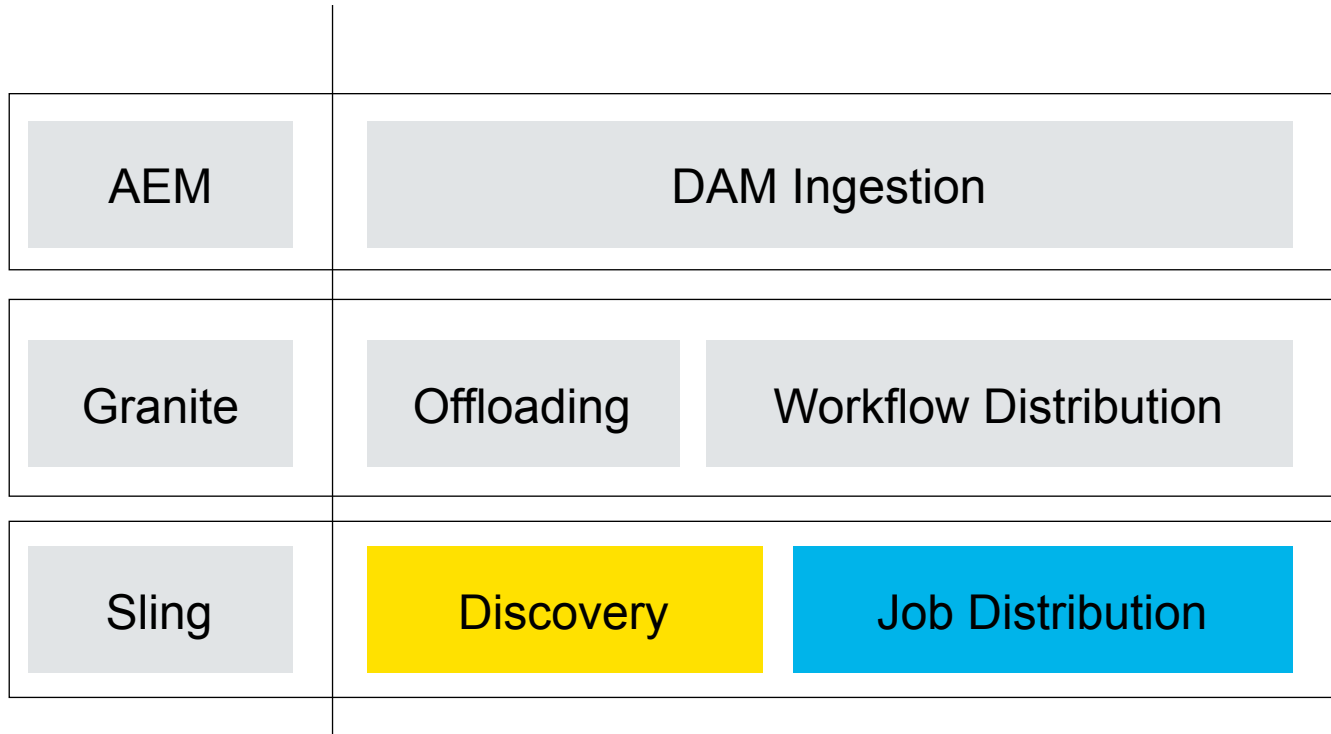 AEM
DAM Ingestion
Granite
Offloading
Workflow Distribution
Sling
Discovery
Job Distribution